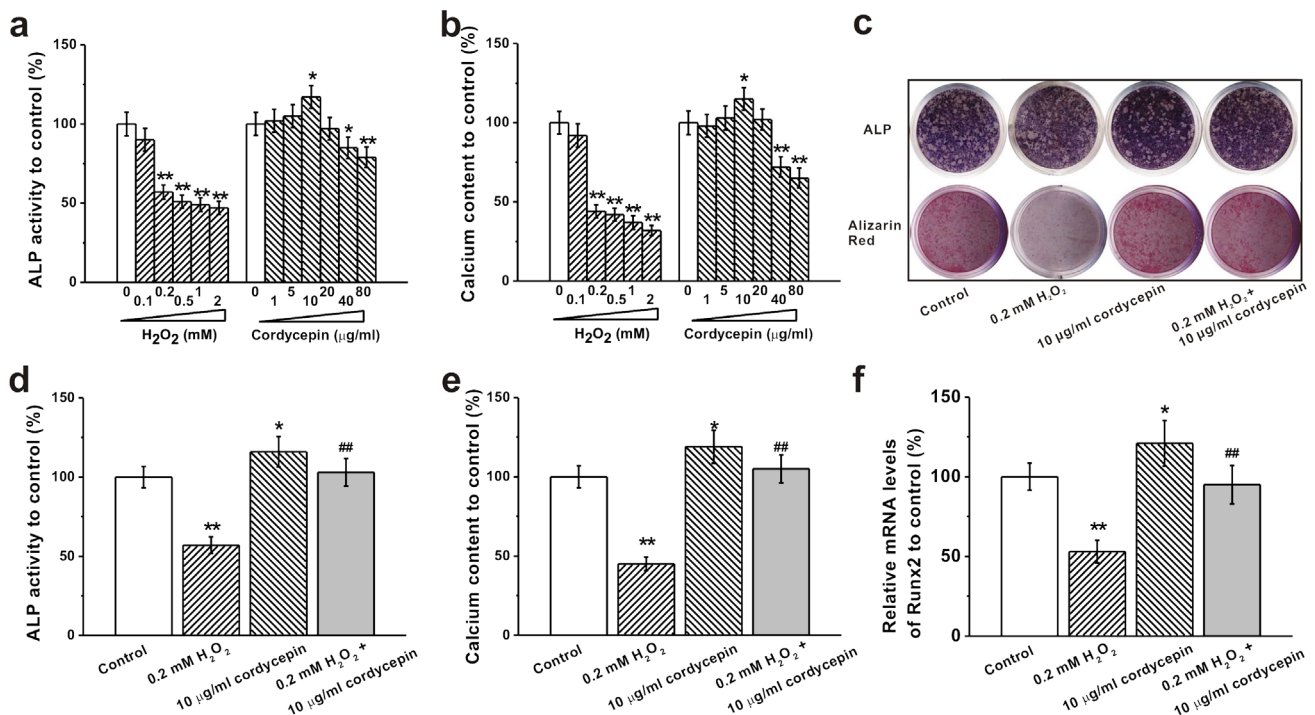 a
ALP activity to control (%)
150
100
50
0
*
**
**
**
**
*
**
0 0.2 1 0 5 20 80
0.1 0.5 2 1 10 40
H₂O₂ (mM)
Cordycepin (μg/ml)
b
Calcium content to control (%)
150
100
50
0
*
**
**
**
**
**
**
0 0.2 1 0 5 20 80
0.1 0.5 2 1 10 40
H₂O₂ (mM)
Cordycepin (μg/ml)
c
ALP
Alizarin
Red
Control
0.2 mM H₂O₂
10 μg/ml cordycepin
0.2 mM H₂O₂+
10 μg/ml cordycepin
d
ALP activity to control (%)
150
100
50
0
**
*
##
Control
0.2 mM H₂O₂
10 μg/ml cordycepin
0.2 mM H₂O₂ +
10 μg/ml cordycepin
e
Calcium content to control (%)
150
100
50
0
**
*
##
Control
0.2 mM H₂O₂
10 μg/ml cordycepin
0.2 mM H₂O₂ +
10 μg/ml cordycepin
f
Relative mRNA levels
of Runx2 to control (%)
150
100
50
0
**
*
##
Control
0.2 mM H₂O₂
10 μg/ml cordycepin
0.2 mM H₂O₂ +
10 μg/ml cordycepin